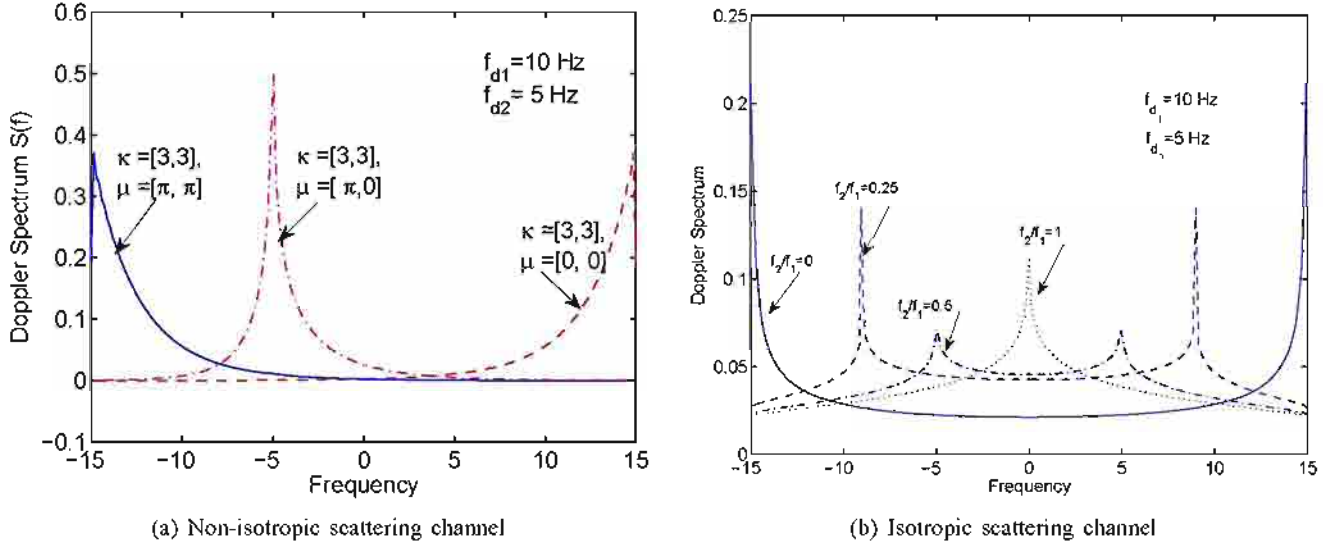 0.6
0.5
0.4
0.3
0.2
0.1
0
−0.1
Doppler Spectrum S(f)
f_d1=10 Hz
f_d2= 5 Hz
κ=[3,3],
μ=[π, π]
κ=[3,3],
μ=[ π,0]
κ=[3,3],
μ=[0, 0]
−15 −10 −5 0 5 10 15
Frequency
(a) Non-isotropic scattering channel
0.25
0.2
0.15
0.1
0.05
0
Doppler Spectrum
f_d1=10 Hz
f_d2=5Hz
f2/f1=0.25
f2/f1=1
f2/f1=0
f2/f1=0.5
−15 −10 −5 0 5 10 15
Frequency
(b) Isotropic scattering channel